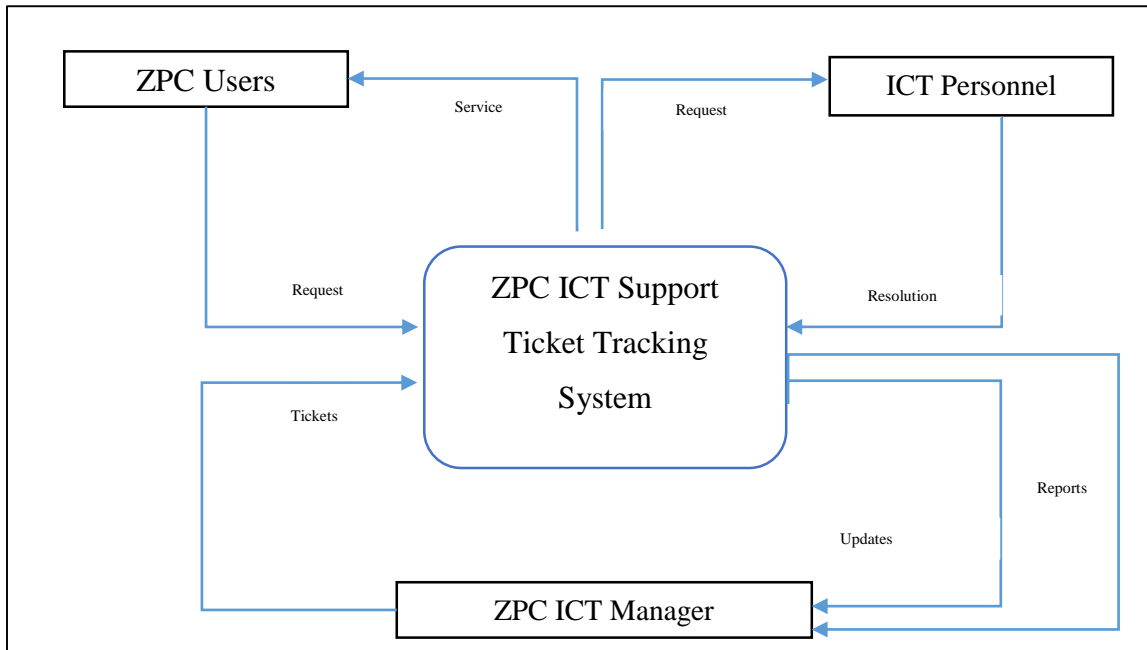 ZPC Users
ICT Personnel
Service
Request
Request
ZPC ICT Support
Ticket Tracking
System
Resolution
Tickets
Reports
Updates
ZPC ICT Manager